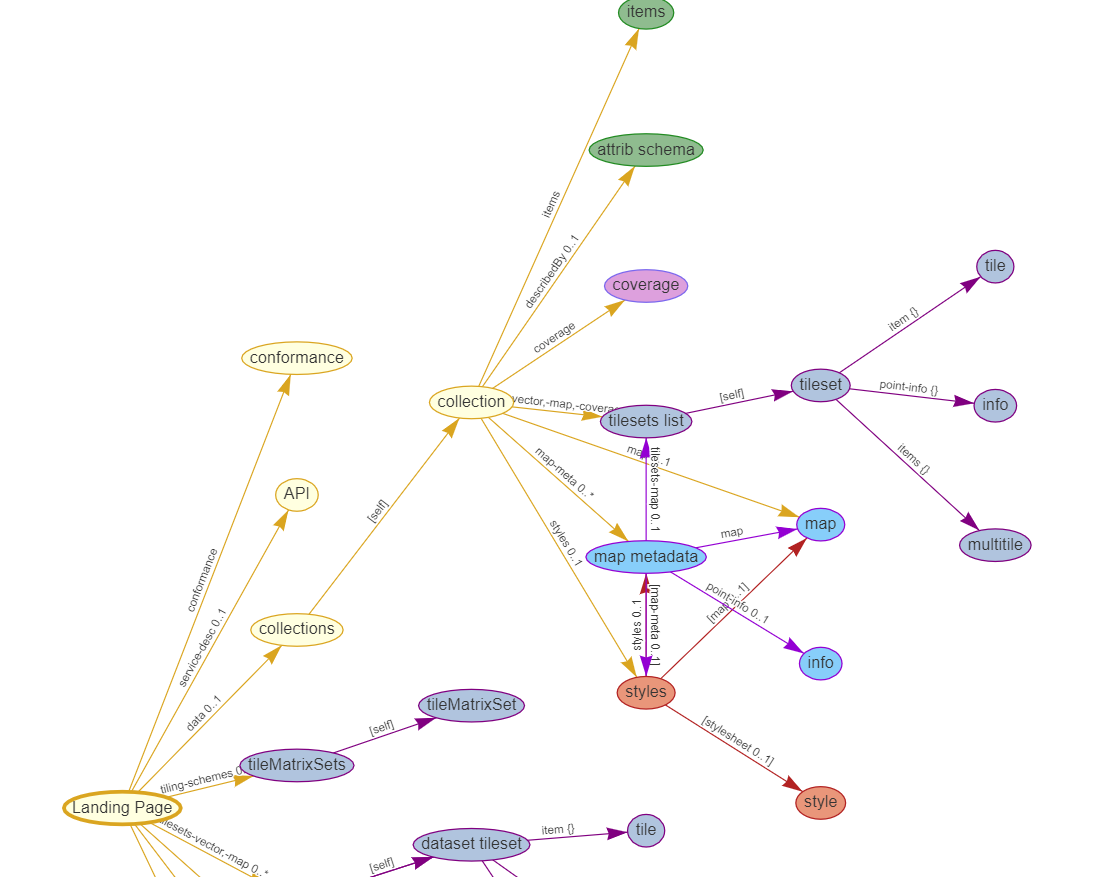 items
attrib schema
items
describedBy 0..1
coverage
coverage
tile
item {}
conformance
tileset
point-info {}
info
[self]
collection
vector,-map,-covera
tilesets list
items {}
map-meta 0..*
tilesets-map 0..1
API
[self]
styles 0..1
map
map
multitile
map metadata
conformance
service-desc 0..1
styles 0..1
[map-meta 0..1]
point-info 0..1
collections
info
data 0..1
styles
tileMatrixSet
[self]
[stylesheet 0..1]
tiling-schemes
tileMatrixSets
style
Landing Page
-vector,-map 0..*
item {}
tile
dataset tileset
[self]